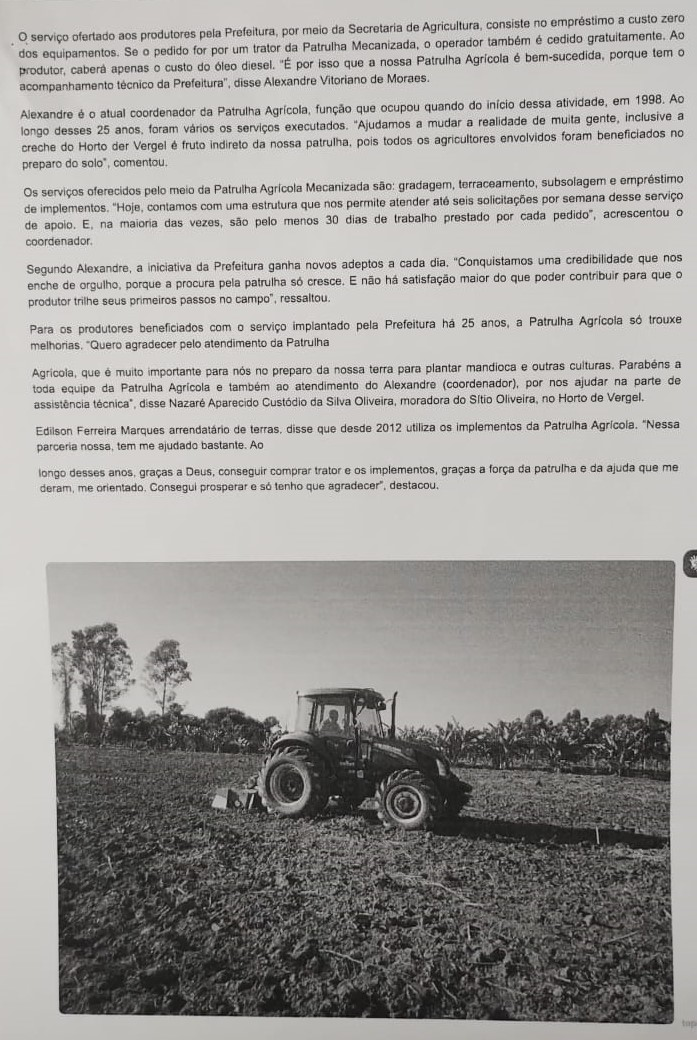 O serviço ofertado aos produtores pela Prefeitura, por meio da Secretaria de Agricultura, consiste no empréstimo a custo zero
dos equipamentos. Se o pedido for por um trator da Patrulha Mecanizada, o operador também é cedido gratuitamente. Ao
produtor, caberá apenas o custo do óleo diesel. "É por isso que a nossa Patrulha Agrícola é bem-sucedida, porque tem o
acompanhamento técnico da Prefeitura", disse Alexandre Vitoriano de Moraes.
Alexandre é o atual coordenador da Patrulha Agrícola, função que ocupou quando do início dessa atividade, em 1998. Ao
longo desses 25 anos, foram vários os serviços executados. "Ajudamos a mudar a realidade de muita gente, inclusive a
creche do Horto der Vergel é fruto indireto da nossa patrulha, pois todos os agricultores envolvidos foram beneficiados no
preparo do solo", comentou.
Os serviços oferecidos pelo meio da Patrulha Agrícola Mecanizada são: gradagem, terraceamento, subsolagem e empréstimo
de implementos. "Hoje, contamos com uma estrutura que nos permite atender até seis solicitações por semana desse serviço
de apoio. E, na maioria das vezes, são pelo menos 30 dias de trabalho prestado por cada pedido", acrescentou o
coordenador.
Segundo Alexandre, a iniciativa da Prefeitura ganha novos adeptos a cada dia. "Conquistamos uma credibilidade que nos
enche de orgulho, porque a procura pela patrulha só cresce. E não há satisfação maior do que poder contribuir para que o
produtor trilhe seus primeiros passos no campo", ressaltou.
Para os produtores beneficiados com o serviço implantado pela Prefeitura há 25 anos, a Patrulha Agrícola só trouxe
melhorias. "Quero agradecer pelo atendimento da Patrulha
Agricola, que é muito importante para nós no preparo da nossa terra para plantar mandioca e outras culturas. Parabéns a
toda equipe da Patrulha Agrícola e também ao atendimento do Alexandre (coordenador), por nos ajudar na parte de
assistência técnica", disse Nazaré Aparecido Custódio da Silva Oliveira, moradora do Sítio Oliveira, no Horto de Vergel.
Edilson Ferreira Marques arrendatário de terras, disse que desde 2012 utiliza os implementos da Patrulha Agrícola. "Nessa
parceria nossa, tem me ajudado bastante. Ao
longo desses anos, graças a Deus, conseguir comprar trator e os implementos, graças a força da patrulha e da ajuda que me
deram, me orientado. Consegui prosperar e só tenho que agradecer", destacou.